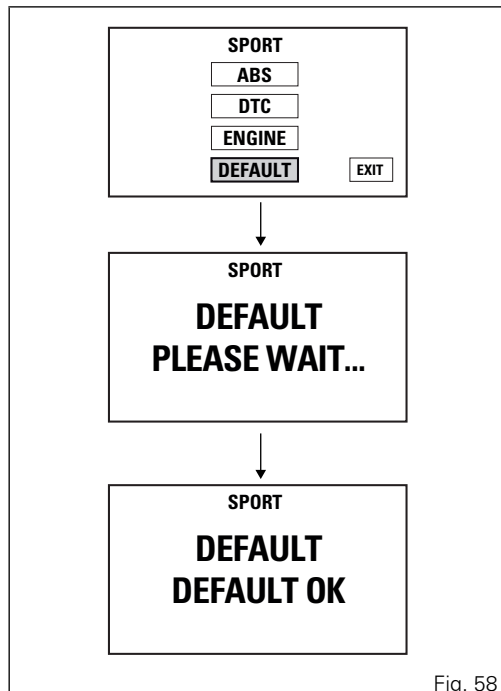 SPORT
ABS
DTC
ENGINE
DEFAULT EXIT
SPORT
DEFAULT
PLEASE WAIT...
SPORT
DEFAULT
DEFAULT OK
Fig. 58